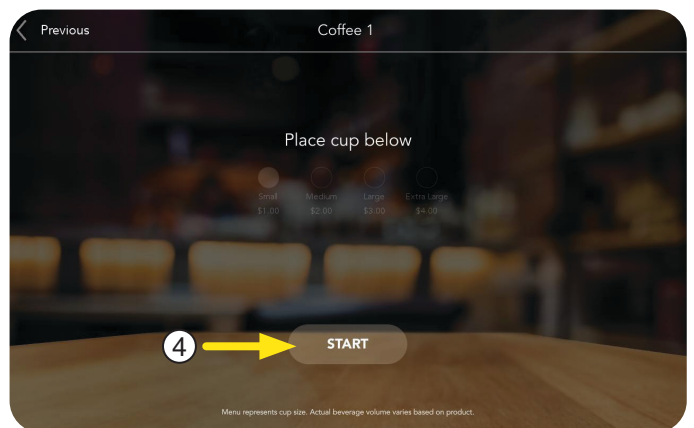 Previous
Coffee 1
Place cup below
Small Medium Large Extra Large
$1.00 $2.00 $3.00 $4.00
4
START
Menu represents cup size. Actual beverage volume varies based on product.